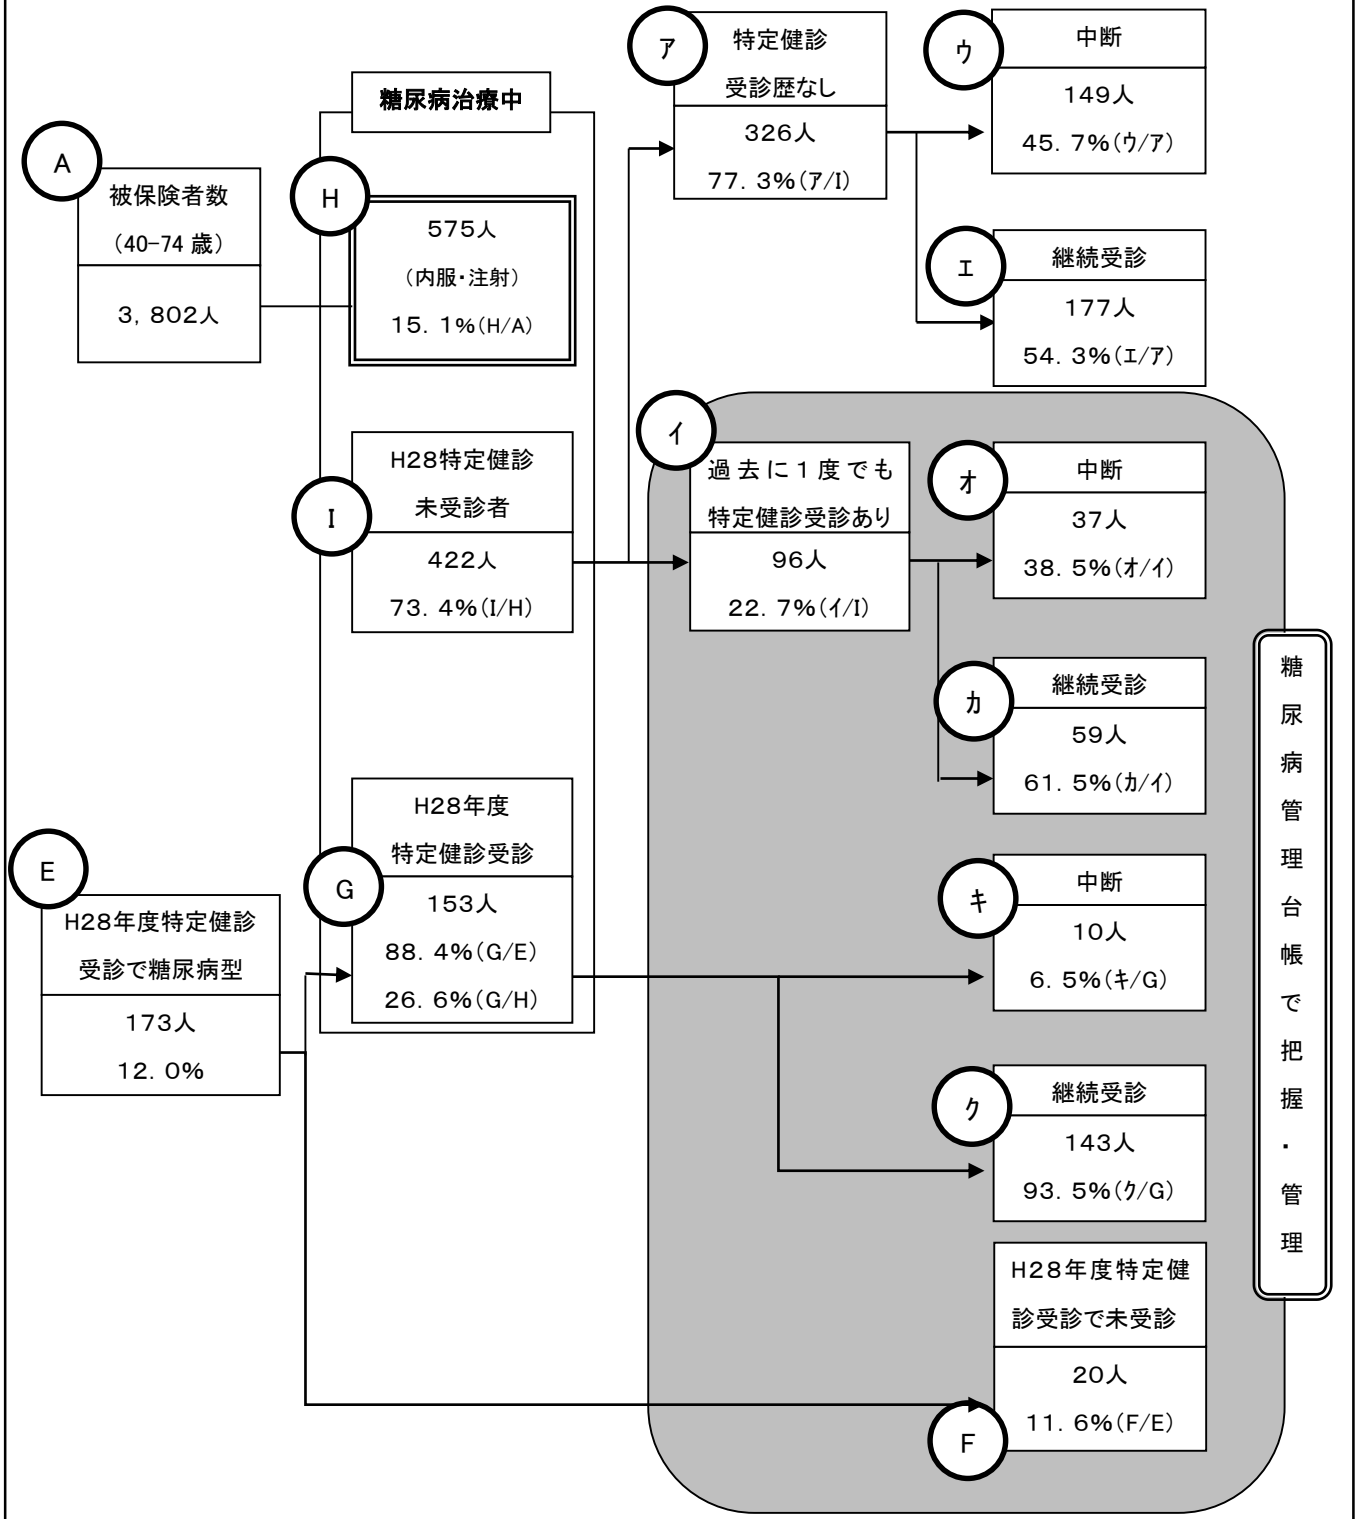 A
被保険者数
(40-74 歳)
3,802人
糖尿病治療中
H
575人
(内服・注射)
15.1%(H/A)
I
H28特定健診
未受診者
422人
73.4%(I/H)
E
H28年度特定健診
受診で糖尿病型
173人
12.0%
G
H28年度
特定健診受診
153人
88.4%(G/E)
26.6%(G/H)
ア
特定健診
受診歴なし
326人
77.3%(ア/I)
ウ
中断
149人
45.7%(ウ/ア)
エ
継続受診
177人
54.3%(エ/ア)
イ
過去に1度でも
特定健診受診あり
96人
22.7%(イ/I)
オ
中断
37人
38.5%(オ/イ)
カ
継続受診
59人
61.5%(カ/イ)
キ
中断
10人
6.5%(キ/G)
ク
継続受診
143人
93.5%(ク/G)
H28年度特定健
診受診で未受診
20人
11.6%(F/E)
F
糖尿病管理台帳で把握・管理